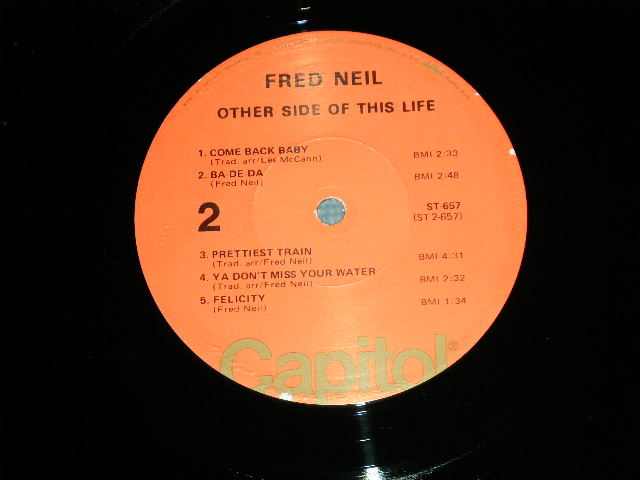 FRED NEIL
OTHER SIDE OF THIS LIFE
1. COME BACK BABY BMI 2:33
(Trad. arr/Les McCann)
2. BA-DE-DA BMI 2:48
(Fred Neil)
2
ST-657
(ST 2-657)
3. PRETTIEST TRAIN BMI 4:31
(Trad. arr/Fred Neil)
4. YA DON'T MISS YOUR WATER BMI 2:32
(Trad. arr/Fred Neil)
5. FELICITY BMI 1:34
(Fred Neil)
Capitol®